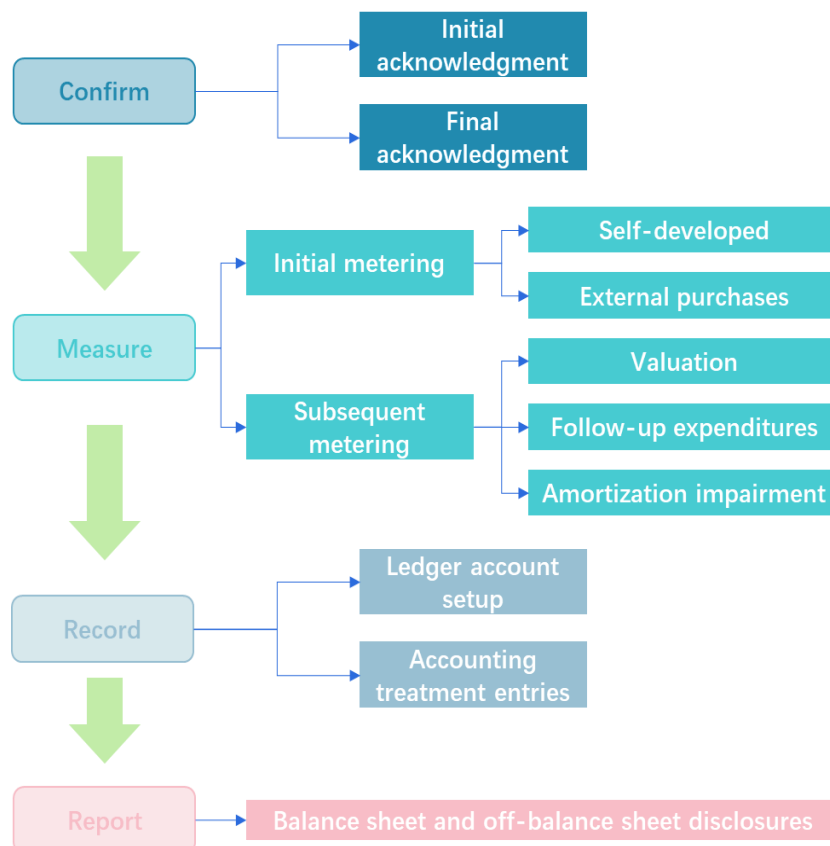 Confirm
Initial
acknowledgment
Final
acknowledgment
Measure
Initial metering
Self-developed
External purchases
Subsequent
metering
Valuation
Follow-up expenditures
Amortization impairment
Record
Ledger account
setup
Accounting
treatment entries
Report
Balance sheet and off-balance sheet disclosures